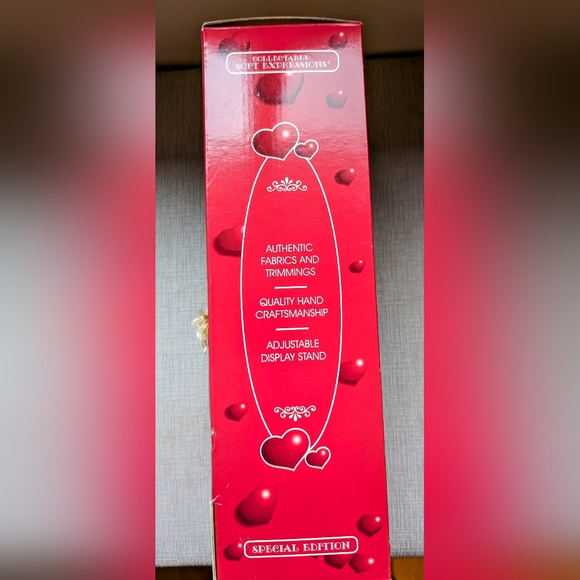 COLLECTABLE
SOFT EXPRESSIONS
AUTHENTIC
FABRICS AND
TRIMMINGS
QUALITY HAND
CRAFTSMANSHIP
ADJUSTABLE
DISPLAY STAND
SPECIAL EDITION